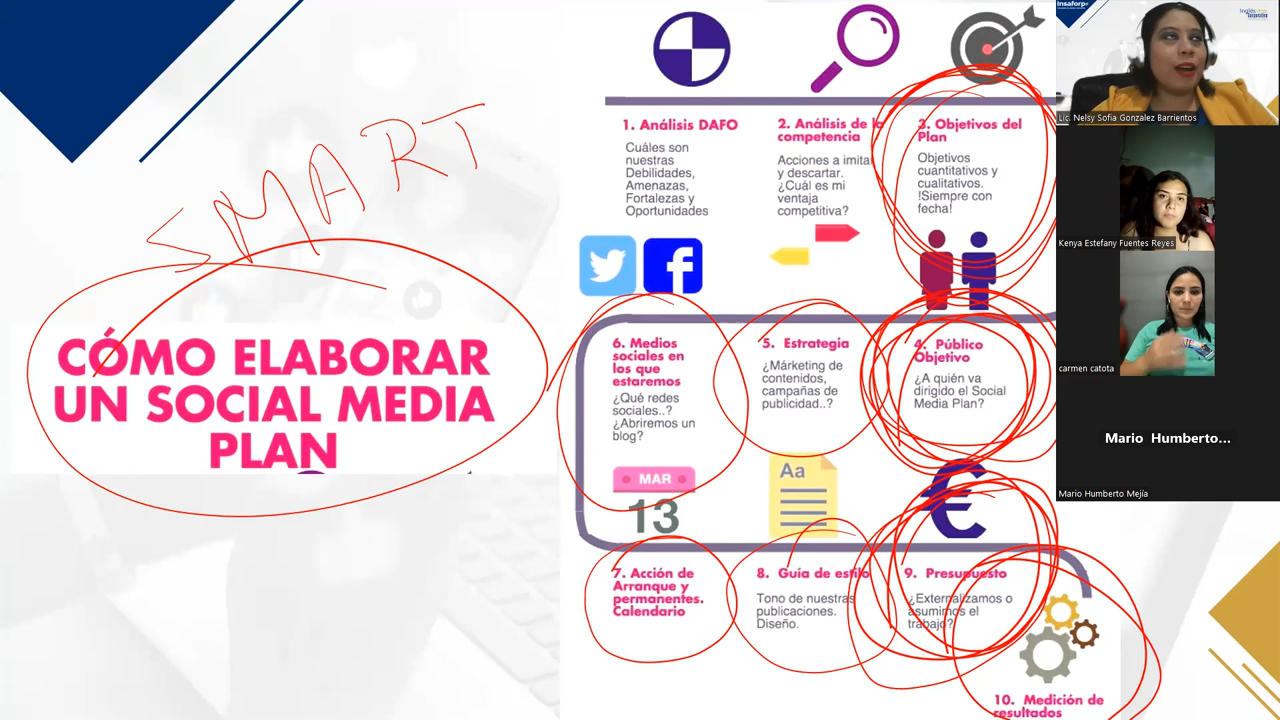 SMART
CÓMO ELABORAR
UN SOCIAL MEDIA
PLAN
1. Análisis DAFO
Cuáles son
nuestras
Debilidades,
Amenazas,
Fortalezas y
Oportunidades
2. Análisis de la
competencia
Acciones a imitar
y descartar.
¿Cuál es mi
ventaja
competitiva?
3. Objetivos del
Plan
Objetivos
cuantitativos y
cualitativos.
!Siempre con
fecha!
4. Público
Objetivo
¿A quién va
dirigido el Social
Media Plan?
5. Estrategia
¿Márketing de
contenidos,
campañas de
publicidad..?
6. Medios
sociales en
los que
estaremos
¿Qué redes
sociales..?
¿Abriremos un
blog?
MAR
13
Aa
€
7. Acción de
Arranque y
permanentes.
Calendario
8. Guía de estilo
Tono de nuestras
publicaciones.
Diseño.
9. Presupuesto
¿Externalizamos o
asumimos el
trabajo?
10. Medición de
resultados
Insaforp
Inglés
Lic. Nelsy Sofia Gonzalez Barrientos
Kenya Estefany Fuentes Reyes
carmen catota
Mario Humberto...
Mario Humberto Mejía